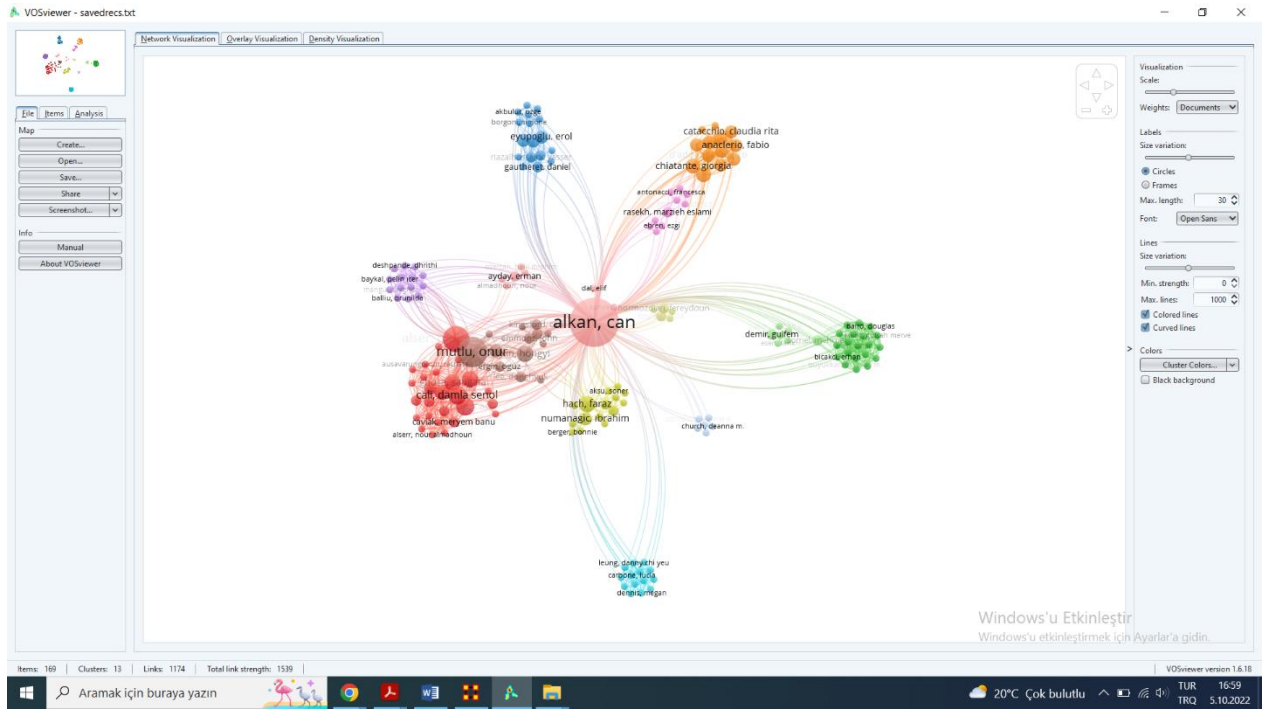 VOSviewer - savedrecs.txt
Network Visualization Overlay Visualization Density Visualization
File Items Analysis
Map
Create...
Open...
Save...
Share
Screenshot...
Info
Manual
About VOSviewer
eyupoglu, erol
gautheret, daniel
catacchio, claudia rita
anaclerio, fabio
chiatante, giorgia
antonacci, francesca
rasekh, marzieh eslami
ebren, ezgi
deshpande, dhrithi
balliu, brunilda
ayday, erman
almadhoun, nour
dal, elif
alkan, can
demir, gulfem
baird, douglas
bicakci, erhan
mutlu, onur
ergin, oguz
cali, damla senol
cavlak, meryem banu
alserr, nour almadhoun
aksu, soner
hach, faraz
numanagic, ibrahim
berger, bonnie
church, deanna m.
leung, danny chi yeu
carbone, lucia
dennis, megan
Visualization
Scale:
Weights: Documents
Labels
Size variation:
Circles
Frames
Max. length: 30
Font: Open Sans
Lines
Size variation:
Min. strength: 0
Max. lines: 1000
Colored lines
Curved lines
Colors
Cluster Colors...
Black background
Windows'u Etkinleştir
Windows'u etkinleştirmek için Ayarlar'a gidin.
Items: 169 Clusters: 13 Links: 1174 Total link strength: 1539
VOSviewer version 1.6.18
Aramak için buraya yazın
20°C Çok bulutlu
TUR
TRQ
16:59
5.10.2022